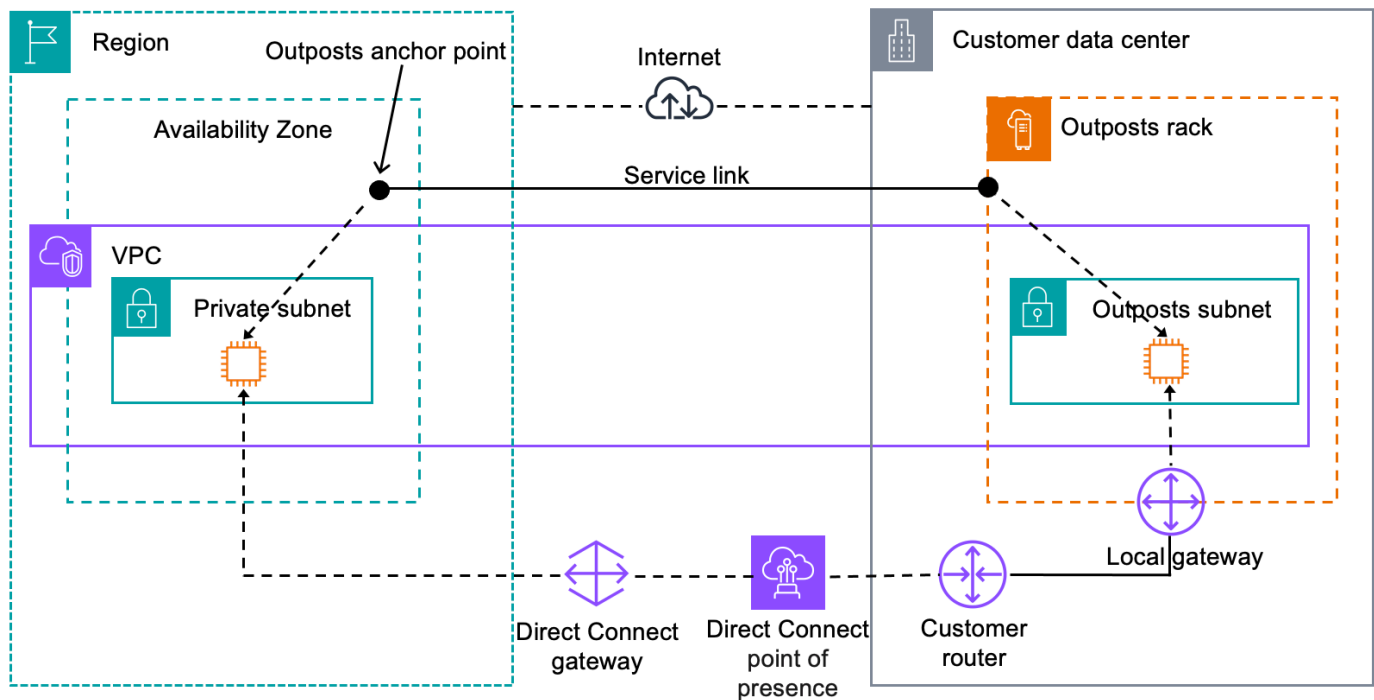 Region
Outposts anchor point
Internet
Customer data center
Availability Zone
Outposts rack
Service link
VPC
Private subnet
Outposts subnet
Local gateway
Direct Connect
gateway
Direct Connect
point of
presence
Customer
router